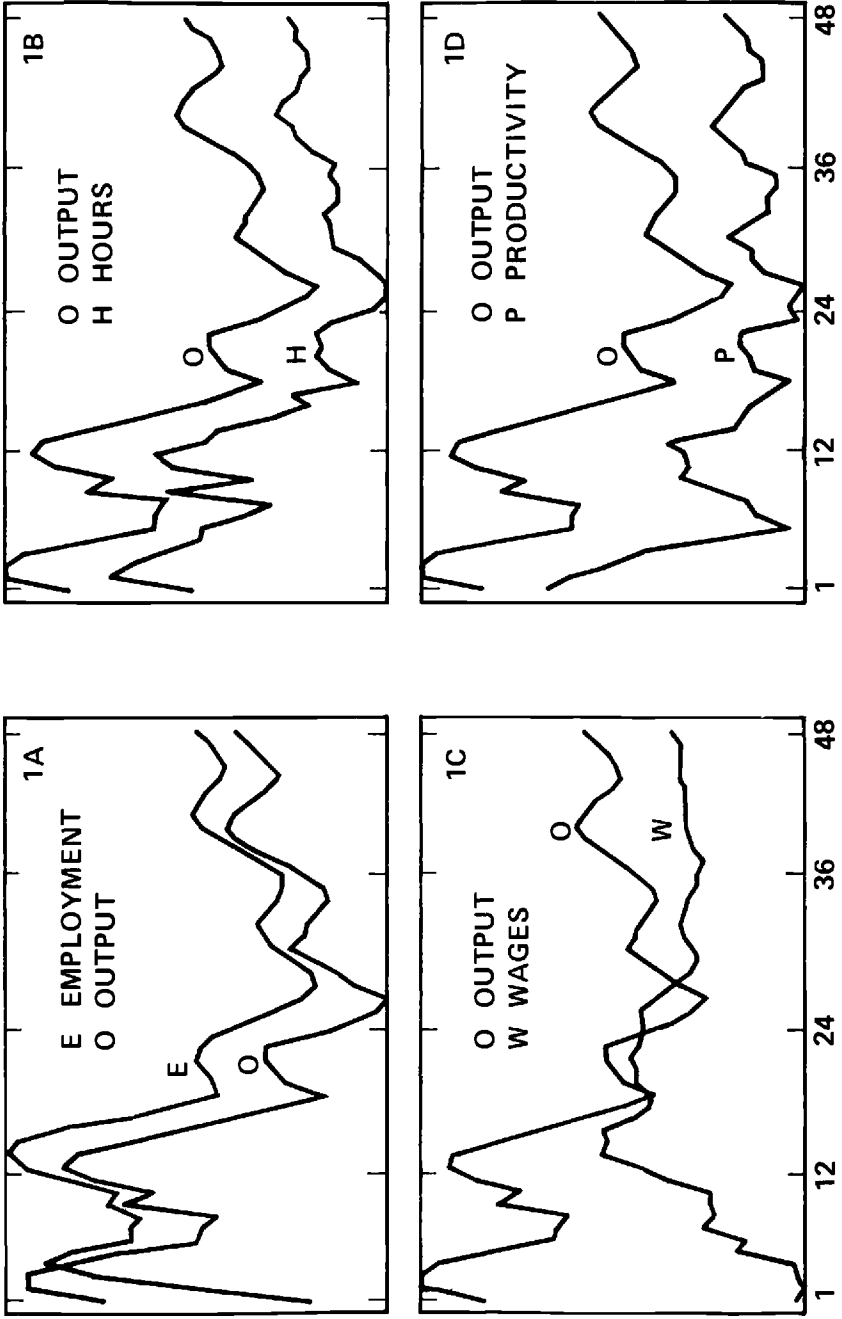 1A
E EMPLOYMENT
O OUTPUT
E
O
1B
O OUTPUT
H HOURS
O
H
1C
O OUTPUT
W WAGES
O
W
1 12 24 36 48
1D
O OUTPUT
P PRODUCTIVITY
O
P
1 12 24 36 48